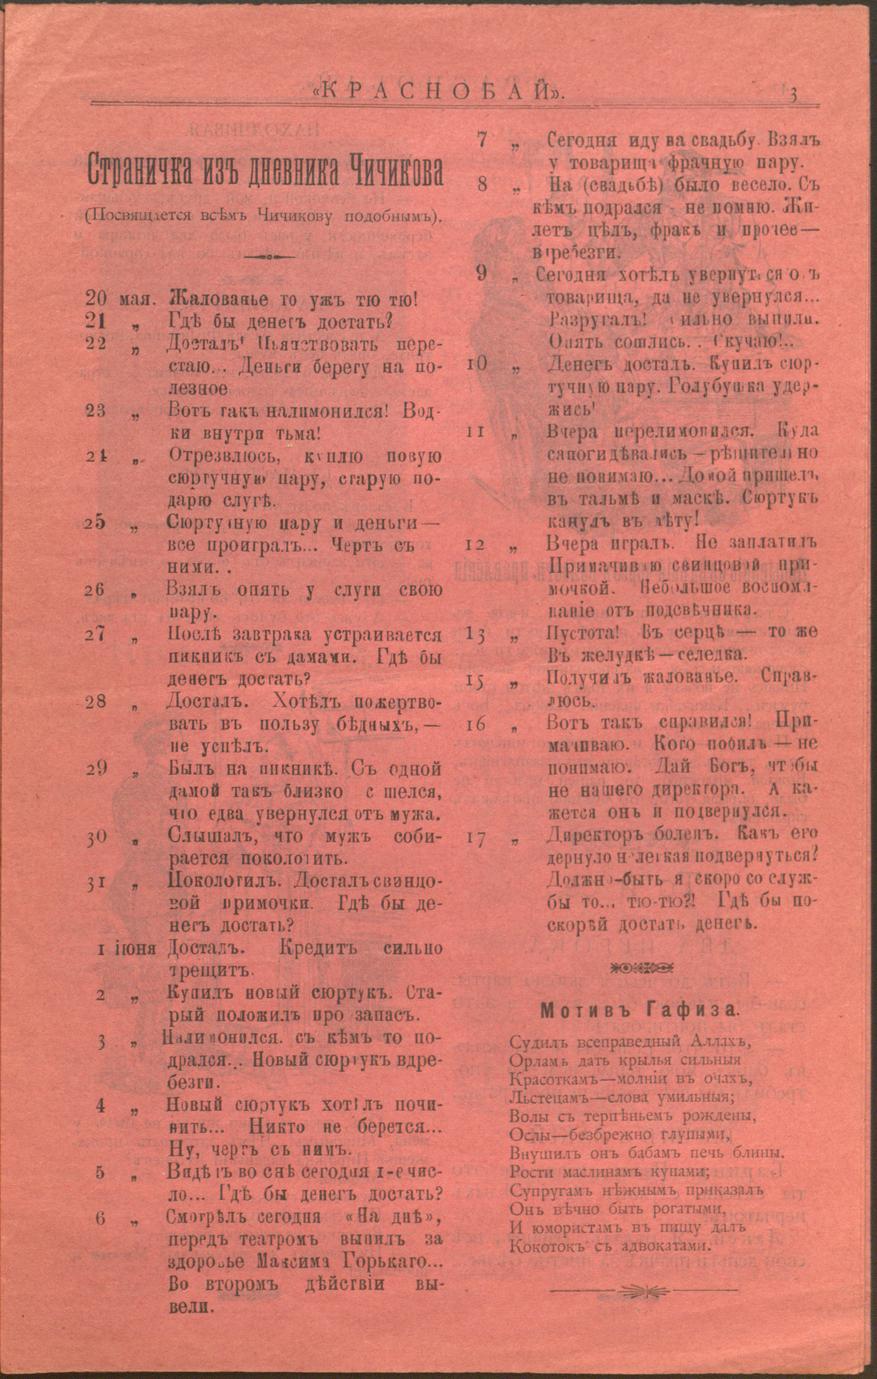 «КРАСНОБАЙ».
3
Страничка изъ дневника Чичикова
(Посвящается всѣмъ Чичикову подобнымъ).
20 мая. Жалованье то ужъ тю тю!
21 „ Гдѣ бы денегъ достать?
22 „ Досталъ! Пьянствовать пере-
стаю... Деньги берегу на по-
лезное
23 „ Вотъ такъ налимонился! Вод-
ки внутри тьма!
24 „ Отрезвлюсь, куплю новую
сюртучную пару, старую по-
дарю слугѣ.
25 „ Сюртучную пару и деньги—
все проигралъ... Чертъ съ
ними..
26 „ Взялъ опять у слуги свою
пару.
27 „ Послѣ завтрака устраивается
пикникъ съ дамами. Гдѣ бы
денегъ достать?
28 „ Досталъ. Хотѣлъ пожертво-
вать въ пользу бѣдныхъ,—
не успѣлъ.
29 „ Былъ на пикникѣ. Съ одной
дамой такъ близко сошелся,
что едва увернулся отъ мужа.
30 „ Слышалъ, что мужъ соби-
рается поколотить.
31 „ Поколотилъ. Досталъ свинцо-
вой примочки. Гдѣ бы де-
негъ достать?
1 іюня Досталъ. Кредитъ сильно
трещитъ.
2 „ Купилъ новый сюртукъ. Ста-
рый положилъ про запасъ.
3 „ Налимонился. съ кѣмъ то по-
дрался... Новый сюртукъ вдре-
безги.
4 „ Новый сюртукъ хотѣлъ почи-
нить... Никто не берется...
Ну, чертъ съ нимъ.
5 „ Видѣлъ во снѣ сегодня 1-е чис-
ло... Гдѣ бы денегъ достать?
6 „ Смотрѣлъ сегодня «На днѣ»,
передъ театромъ выпилъ за
здоровье Максима Горькаго...
Во второмъ дѣйствіи вы-
вели.
7 „ Сегодня иду на свадьбу. Взялъ
у товарища фрачную пару.
8 „ На (свадьбѣ) было весело. Съ
кѣмъ подрался - не помню. Жи-
летъ цѣлъ, фракъ и прочее—
вдребезги.
9 „ Сегодня хотѣлъ увернуться отъ
товарища, да не увернулся...
Разругалъ! Сильно выпили.
Опять сошлись.. Скучаю!..
10 „ Денегъ досталъ. Купилъ сюр-
тучную пару. Голубушка удер-
жись!
11 „ Вчера перелимонился. Куда
сапоги дѣвались — рѣшительно
не понимаю... Домой пришелъ
въ тальмѣ и маскѣ. Сюртукъ
канулъ въ лѣту!
12 „ Вчера игралъ. Не заплатилъ
Примачиваю свинцовой при-
мочкой. Небольшое воспоми-
наніе отъ подсвѣчника.
13 „ Пустота! Въ серцѣ — то же
Въ желудкѣ — селедка.
15 „ Получилъ жалованье. Справ-
люсь.
16 „ Вотъ такъ справился! При-
мачиваю. Кого побилъ — не
понимаю. Дай Богъ, чтобы
не нашего директора. А ка-
жется онъ и подвернулся.
17 „ Директоръ боленъ. Какъ его
дернуло нелегкая подвернуться?
Должно-быть я скоро со служ-
бы то... тю-тю?! Гдѣ бы по-
скорѣй достать денегъ.
Мотивъ Гафиза.
Судилъ всеправедный Аллахъ,
Орламъ дать крылья сильныя
Красоткамъ—молніи въ очахъ,
Льстецамъ—слова умильныя;
Волы съ терпѣньемъ рождены,
Ослы—безбрежно глупыми,
Внушилъ онъ бабамъ печь блины.
Рости маслинамъ купами;
Супругамъ нѣжнымъ приказалъ
Онъ вѣчно быть рогатыми,
И юмористамъ въ пищу далъ
Кокотокъ съ адвокатами.